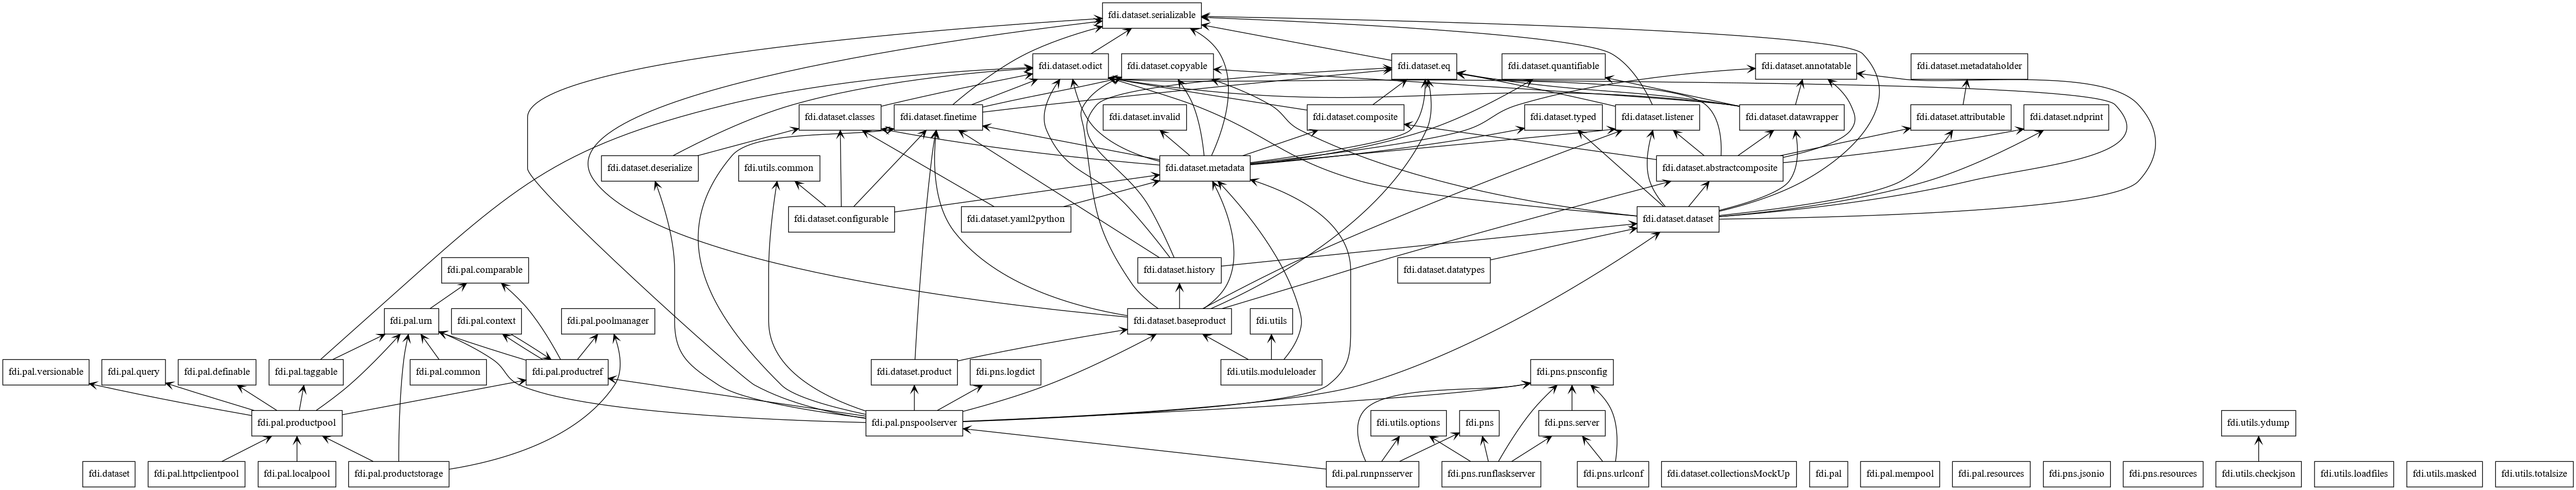 fdi.dataset.serializable
fdi.dataset.odict
fdi.dataset.copyable
fdi.dataset.eq
fdi.dataset.quantifiable
fdi.dataset.annotatable
fdi.dataset.metadataholder
fdi.dataset.classes
fdi.dataset.finetime
fdi.dataset.invalid
fdi.dataset.composite
fdi.dataset.typed
fdi.dataset.listener
fdi.dataset.datawrapper
fdi.dataset.attributable
fdi.dataset.ndprint
fdi.dataset.deserialize
fdi.utils.common
fdi.dataset.metadata
fdi.dataset.abstractcomposite
fdi.dataset.configurable
fdi.dataset.yaml2python
fdi.dataset.dataset
fdi.pal.comparable
fdi.dataset.history
fdi.dataset.datatypes
fdi.pal.urn
fdi.pal.context
fdi.pal.poolmanager
fdi.dataset.baseproduct
fdi.utils
fdi.pal.versionable
fdi.pal.query
fdi.pal.definable
fdi.pal.taggable
fdi.pal.common
fdi.pal.productref
fdi.dataset.product
fdi.pns.logdict
fdi.utils.moduleloader
fdi.pns.pnsconfig
fdi.pal.productpool
fdi.pal.pnspoolserver
fdi.utils.options
fdi.pns
fdi.pns.server
fdi.utils.ydump
fdi.dataset
fdi.pal.httpclientpool
fdi.pal.localpool
fdi.pal.productstorage
fdi.pal.runpnsserver
fdi.pns.runflaskserver
fdi.pns.urlconf
fdi.dataset.collectionsMockUp
fdi.pal
fdi.pal.mempool
fdi.pal.resources
fdi.pns.jsonio
fdi.pns.resources
fdi.utils.checkjson
fdi.utils.loadfiles
fdi.utils.masked
fdi.utils.totalsize